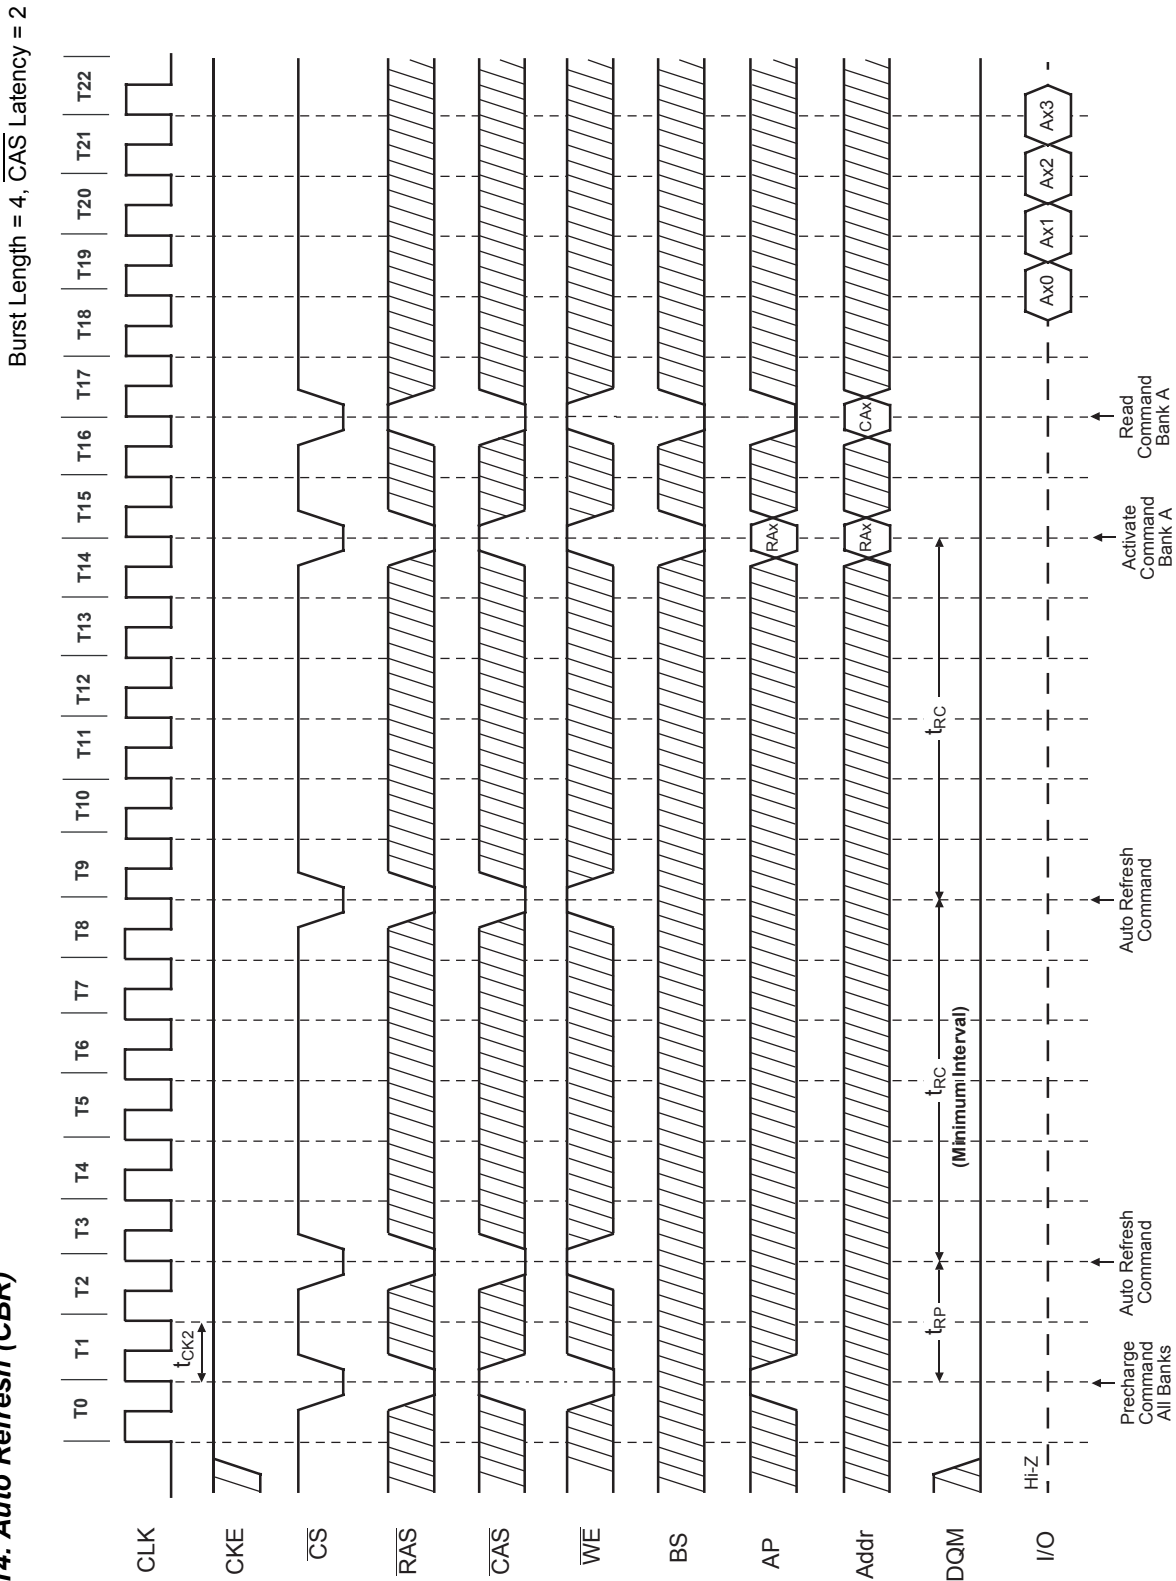 14. Auto Refresh (CBR)
Burst Length = 4, CAS Latency = 2
T0 T1 T2 T3 T4 T5 T6 T7 T8 T9 T10 T11 T12 T13 T14 T15 T16 T17 T18 T19 T20 T21 T22
CLK
tCK2
CKE
CS
RAS
CAS
WE
BS
AP
RAx
Addr
RAx
CAx
DQM
tRP
tRC
(Minimum Interval)
tRC
I/O
Hi-Z
Ax0
Ax1
Ax2
Ax3
Precharge
Command
All Banks
Auto Refresh
Command
Auto Refresh
Command
Activate
Command
Bank A
Read
Command
Bank A